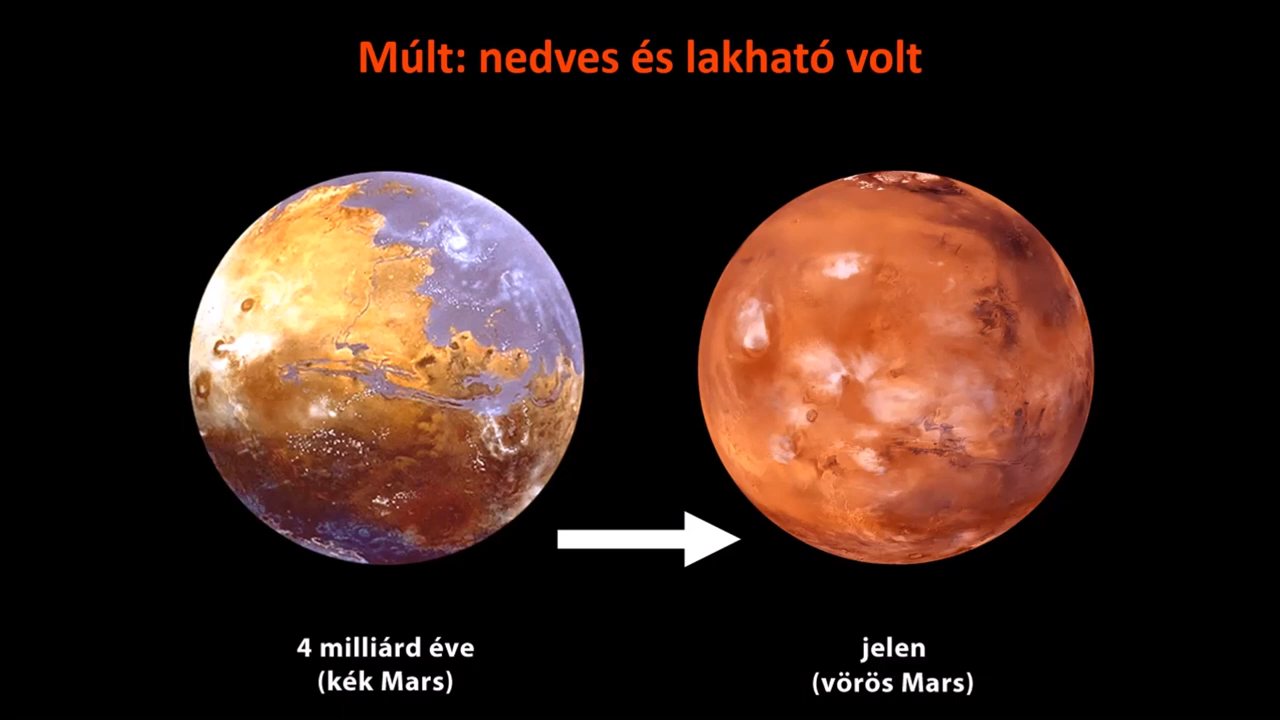 Múlt: nedves és lakható volt
4 milliárd éve
(kék Mars)
jelen
(vörös Mars)